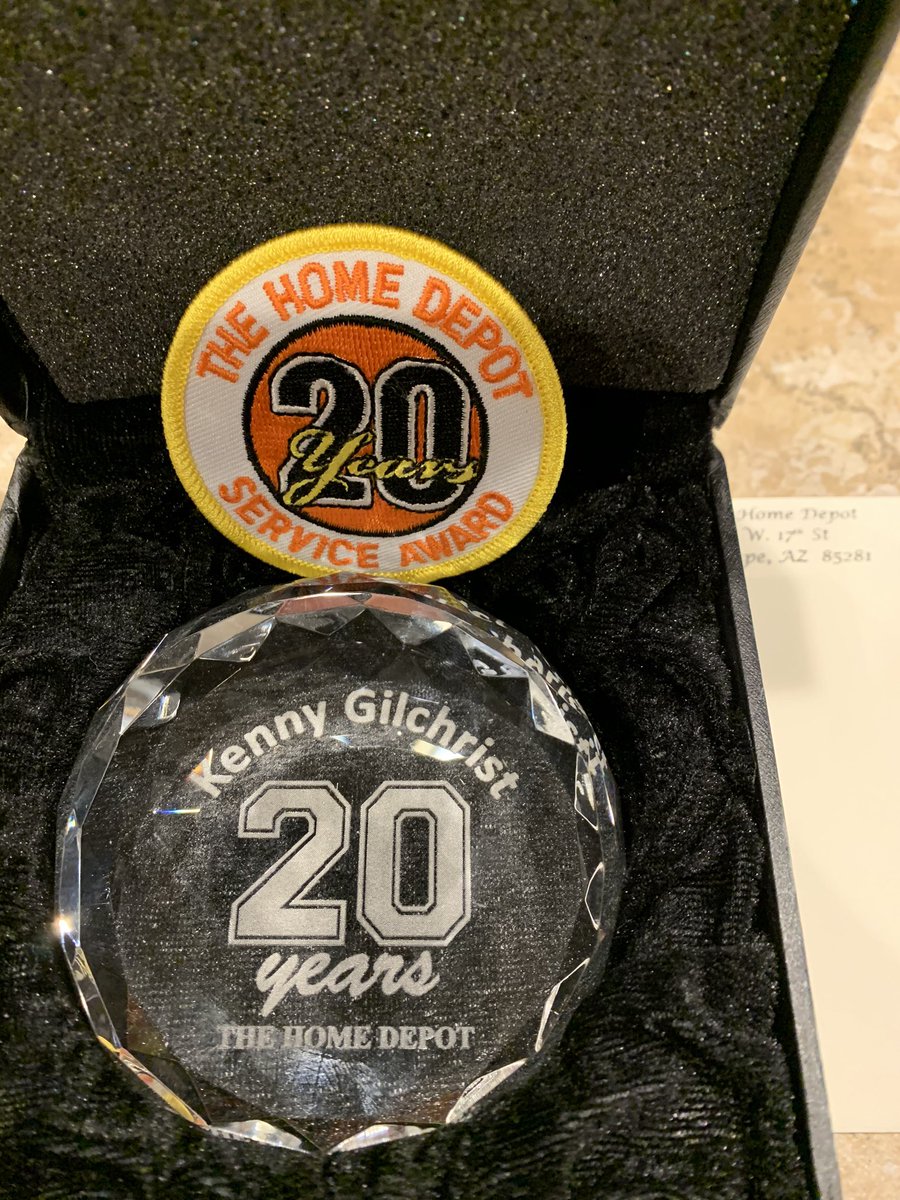 THE HOME DEPOT
20
Years
SERVICE AWARD
Home Depot
W. 17th St
pe, AZ 85281
Kenny Gilchrist
20
years
THE HOME DEPOT